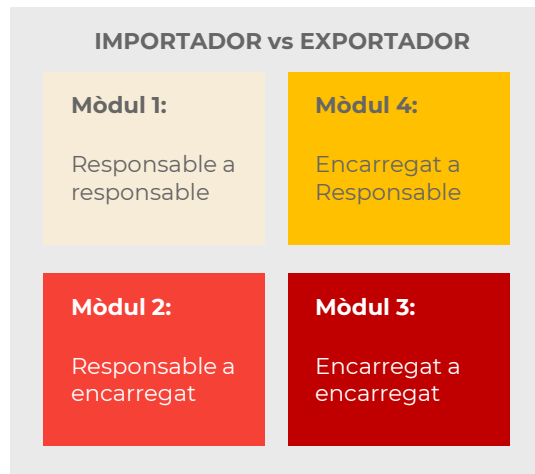 IMPORTADOR vs EXPORTADOR
Mòdul 1:
Responsable a
responsable
Mòdul 4:
Encarregat a
Responsable
Mòdul 2:
Responsable a
encarregat
Mòdul 3:
Encarregat a
encarregat